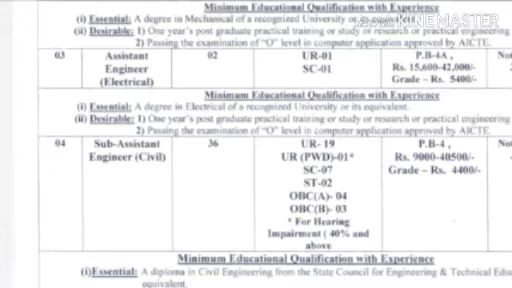 Minimum Educational Qualification with Experience
(i) Essential: A degree in Mechanical of a recognized University or its equivalent.
KINEMASTER
(ii) Desirable: 1) One year's post graduate practical training or study or research or practical engineering
2) Passing the examination of "O" level in computer application approved by AICTE.
03 Assistant Engineer (Electrical) 02 UR-01 SC-01 P.B-4A, Rs. 15,600-42,000/- Grade – Rs. 5400/-
Minimum Educational Qualification with Experience
(i) Essential: A degree in Electrical of a recognized University or its equivalent.
(ii) Desirable: 1) One year's post graduate practical training or study or research or practical engineering
2) Passing the examination of "O" level in computer application approved by AICTE.
04 Sub-Assistant 36 UR- 19 P.B-4,
Engineer (Civil) UR (PWD)-01* Rs. 9000-40500/-
SC-07 Grade – Rs. 4400/-
ST-02
OBC(A)- 04
OBC(B)- 03
* For Hearing
Impairment ( 40% and
above
Minimum Educational Qualification with Experience
(i)Essential: A diploma in Civil Engineering from the State Council for Engineering & Technical
equivalent.